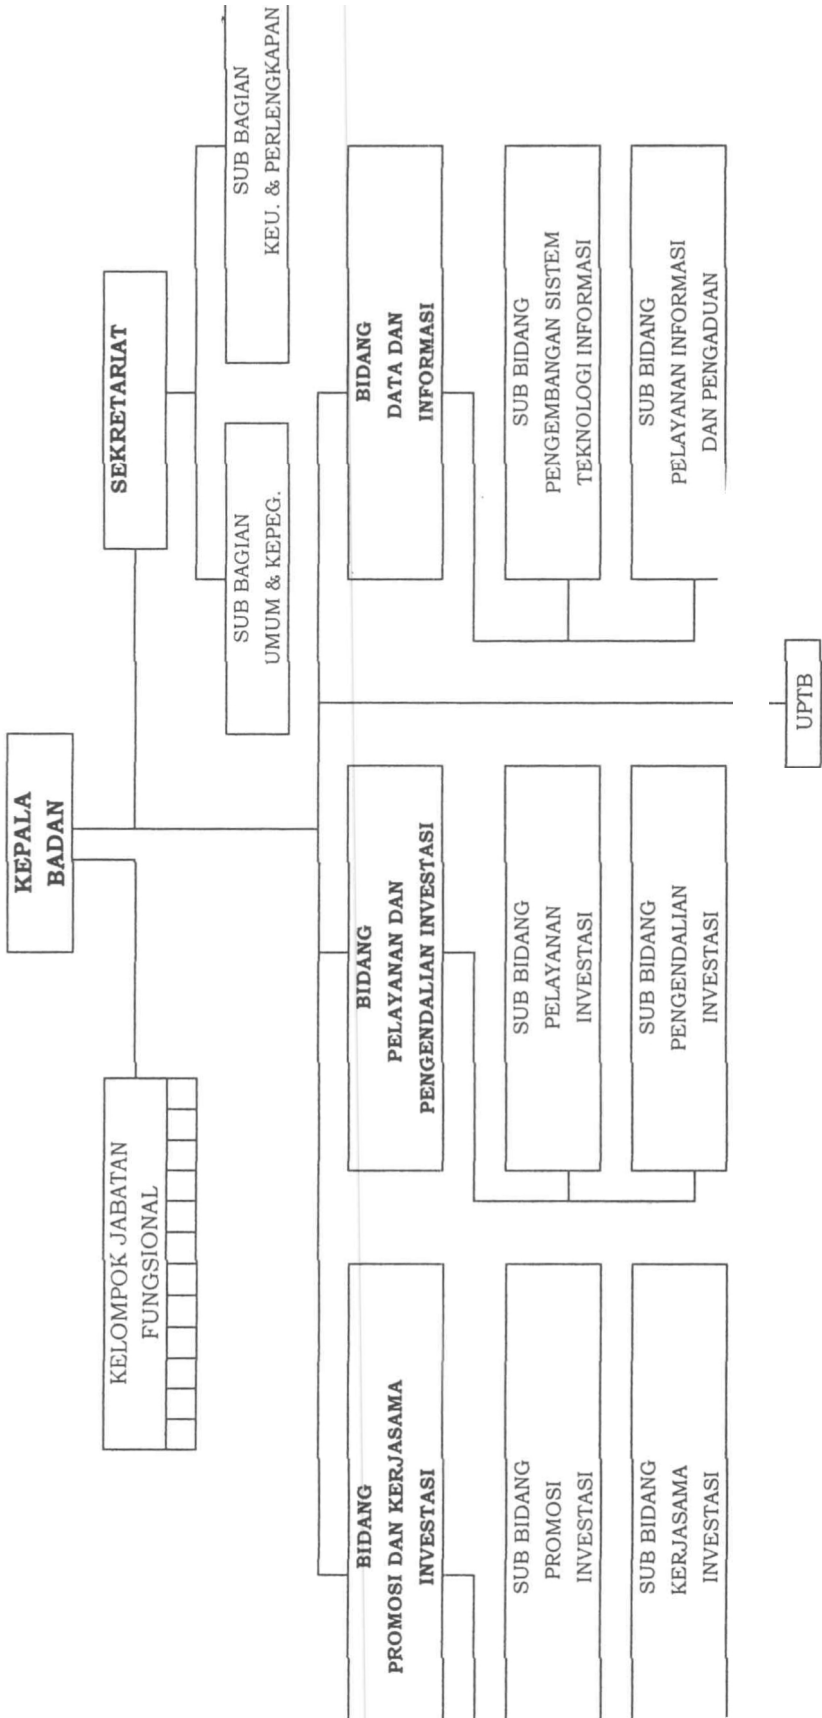 KEPALA
BADAN
KELOMPOK JABATAN
FUNGSIONAL
SEKRETARIAT
SUB BAGIAN
UMUM & KEPEG.
SUB BAGIAN
KEU. & PERLENGKAPAN
BIDANG
PROMOSI DAN KERJASAMA
INVESTASI
BIDANG
PELAYANAN DAN
PENGENDALIAN INVESTASI
BIDANG
DATA DAN
INFORMASI
SUB BIDANG
PROMOSI
INVESTASI
SUB BIDANG
PELAYANAN
INVESTASI
SUB BIDANG
PENGEMBANGAN SISTEM
TEKNOLOGI INFORMASI
SUB BIDANG
KERJASAMA
INVESTASI
SUB BIDANG
PENGENDALIAN
INVESTASI
SUB BIDANG
PELAYANAN INFORMASI
DAN PENGADUAN
UPTB